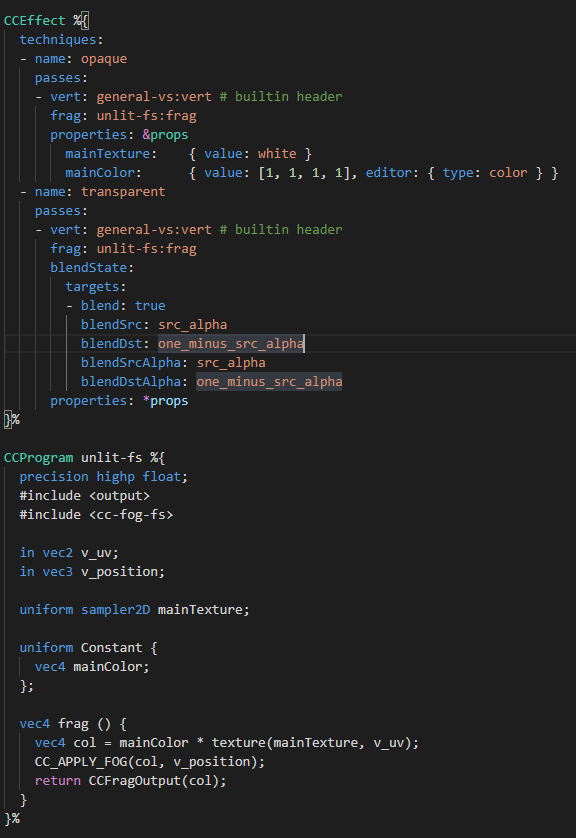 CCEffect %{
  techniques:
  - name: opaque
    passes:
    - vert: general-vs:vert # builtin header
      frag: unlit-fs:frag
      properties: &props
        mainTexture:    { value: white }
        mainColor:      { value: [1, 1, 1, 1], editor: { type: color } }
  - name: transparent
    passes:
    - vert: general-vs:vert # builtin header
      frag: unlit-fs:frag
      blendState:
        targets:
        - blend: true
          blendSrc: src_alpha
          blendDst: one_minus_src_alpha
          blendSrcAlpha: src_alpha
          blendDstAlpha: one_minus_src_alpha
      properties: *props
}%

CCProgram unlit-fs %{
  precision highp float;
  #include <output>
  #include <cc-fog-fs>

  in vec2 v_uv;
  in vec3 v_position;

  uniform sampler2D mainTexture;

  uniform Constant {
    vec4 mainColor;
  };

  vec4 frag () {
    vec4 col = mainColor * texture(mainTexture, v_uv);
    CC_APPLY_FOG(col, v_position);
    return CCFragOutput(col);
  }
}%